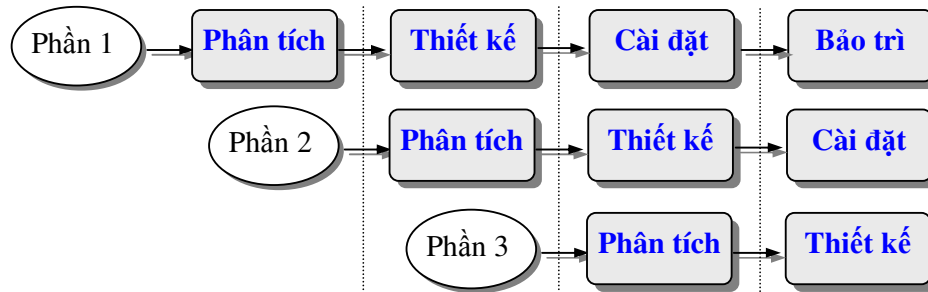 Phần 1 Phân tích Thiết kế Cài đặt Bảo trì
Phần 2 Phân tích Thiết kế Cài đặt
Phần 3 Phân tích Thiết kế